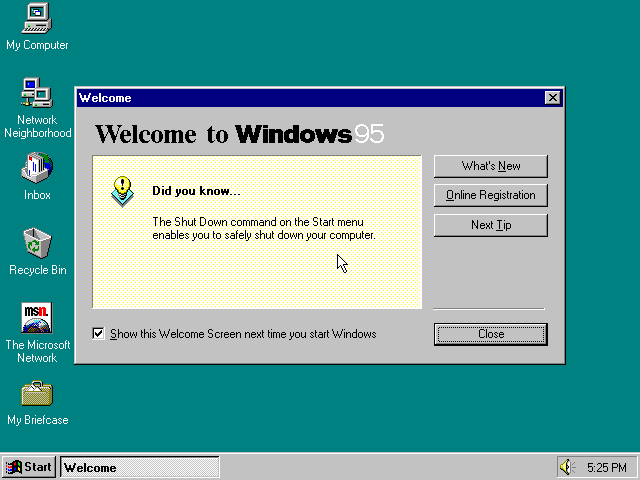 My Computer
Network
Neighborhood
Inbox
Recycle Bin
msn.
The Microsoft
Network
My Briefcase
Welcome
Welcome to Windows 95
Did you know...
The Shut Down command on the Start menu
enables you to safely shut down your computer.
What's New
Online Registration
Next Tip
Show this Welcome Screen next time you start Windows
Close
Start
Welcome
5:25 PM